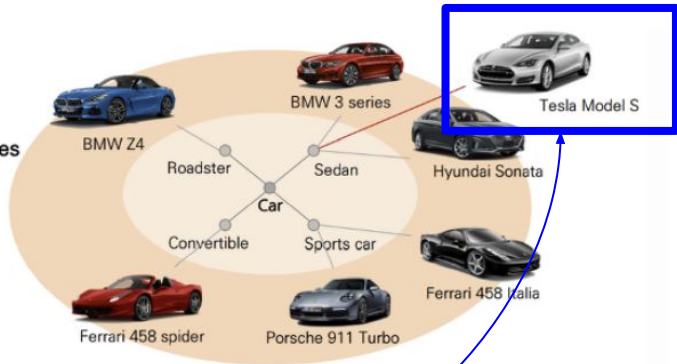 BMW 3 series
Tesla Model S
BMW Z4
es
Roadster
Sedan
Hyundai Sonata
Car
Convertible
Sports car
Ferrari 458 Italia
Ferrari 458 spider
Porsche 911 Turbo